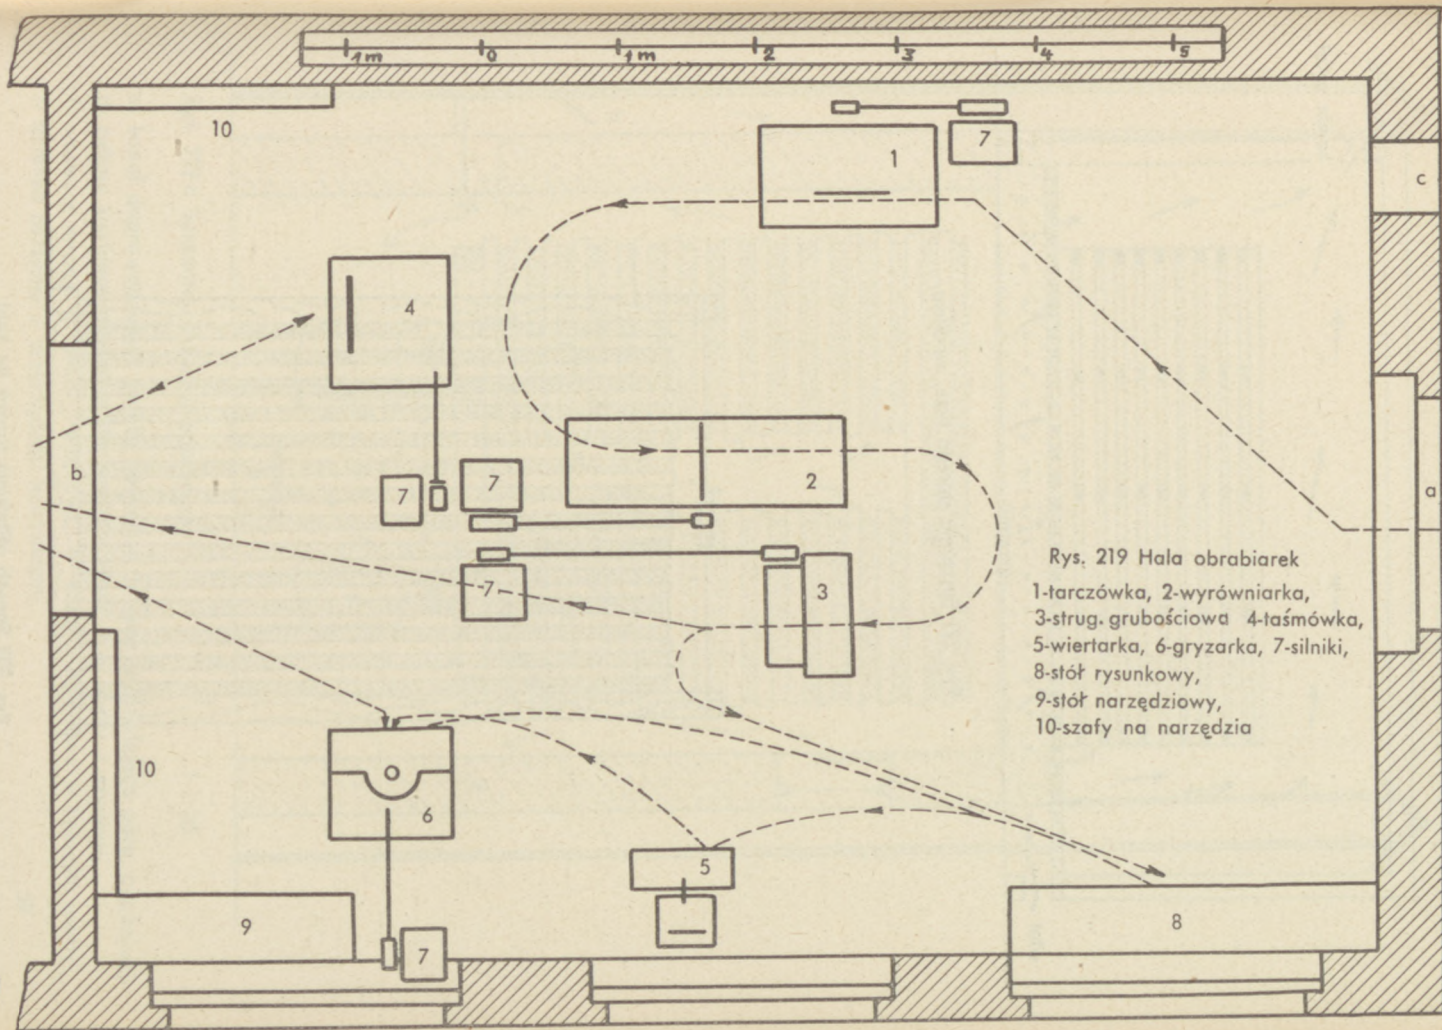 1m 0 1m 2 3 4 5
10
1
7
c
4
b
7
7
2
a
7
3
Rys. 219 Hala obrabiarek
1-tarczówka, 2-wyrówniarka,
3-strug. grubościowa 4-taśmówka,
5-wiertarka, 6-gryzarka, 7-silniki,
8-stół rysunkowy,
9-stół narzędziowy,
10-szafy na narzędzia
10
6
5
9
7
8